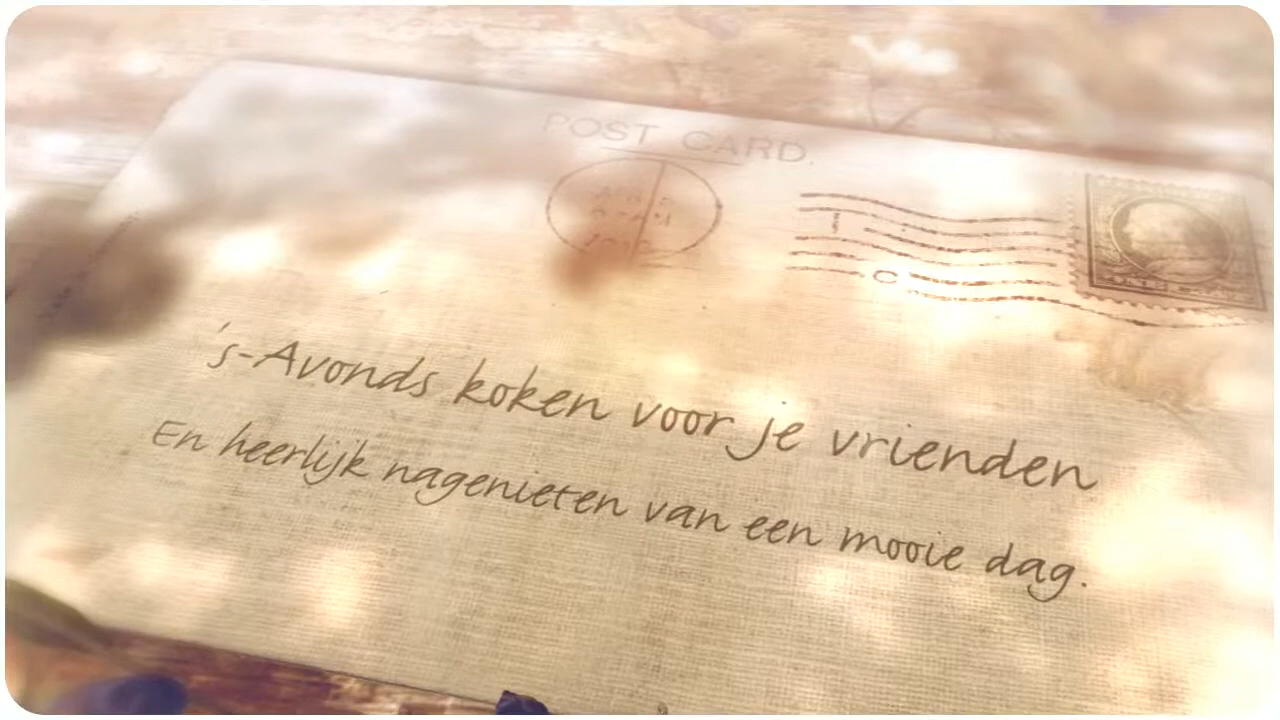 POST CARD.
's-Avonds koken voor je vrienden
En heerlijk nagenieten van een mooie dag.